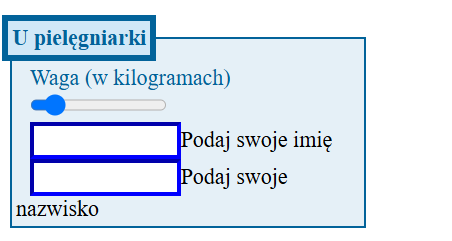 U pielęgniarki
Waga (w kilogramach)
Podaj swoje imię
Podaj swoje
nazwisko